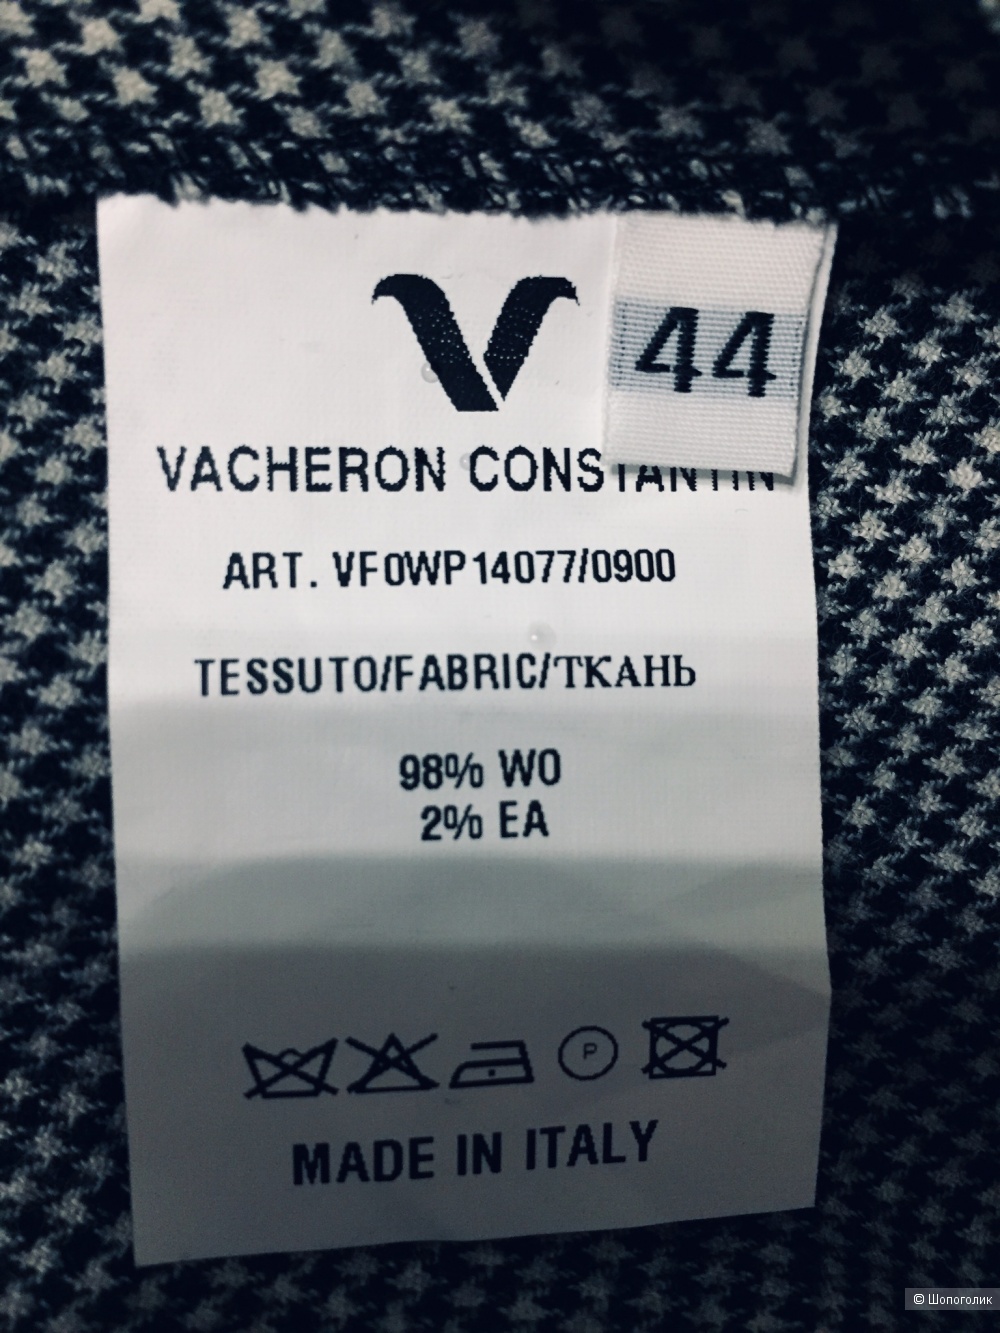 44
VACHERON CONSTANTIN
ART. VF0WP14077/0900
TESSUTO/FABRIC/ТКАНЬ
98% WO
2% EA
P
MADE IN ITALY
© Шопоголик